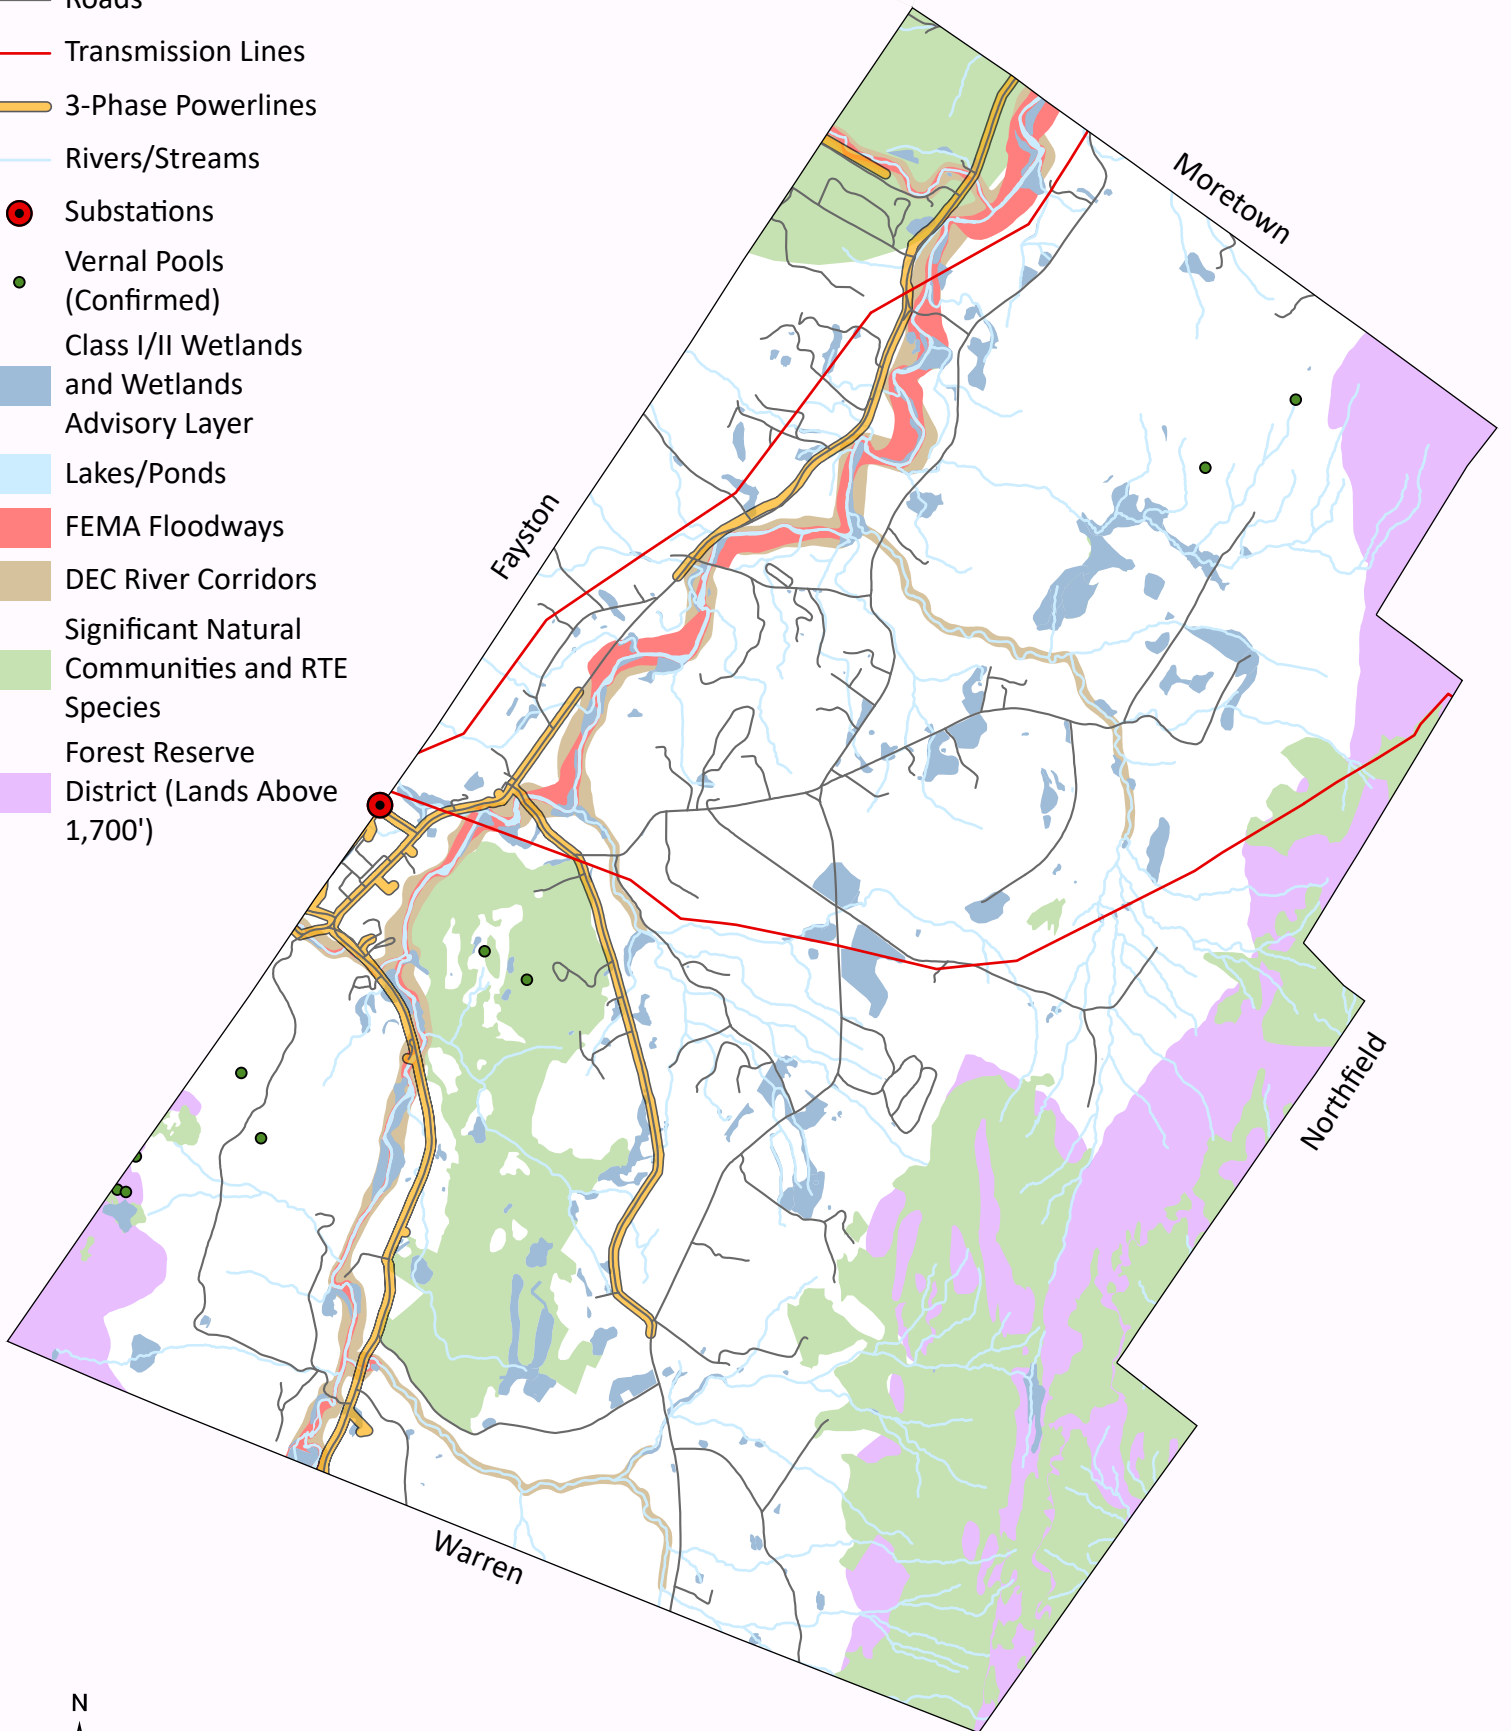 Roads
Transmission Lines
3-Phase Powerlines
Rivers/Streams
Substations
Vernal Pools
(Confirmed)
Class I/II Wetlands
and Wetlands
Advisory Layer
Lakes/Ponds
FEMA Floodways
DEC River Corridors
Significant Natural
Communities and RTE
Species
Forest Reserve
District (Lands Above
1,700')
Moretown
Fayston
Northfield
Warren
N